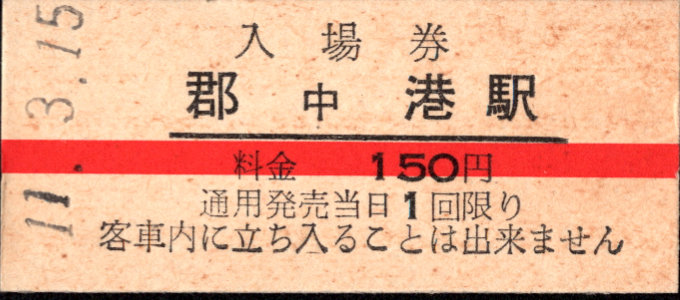 入場券
郡中港駅
料金 150円
通用発売当日1回限り
客車内に立ち入ることは出来ません
11. 3.15